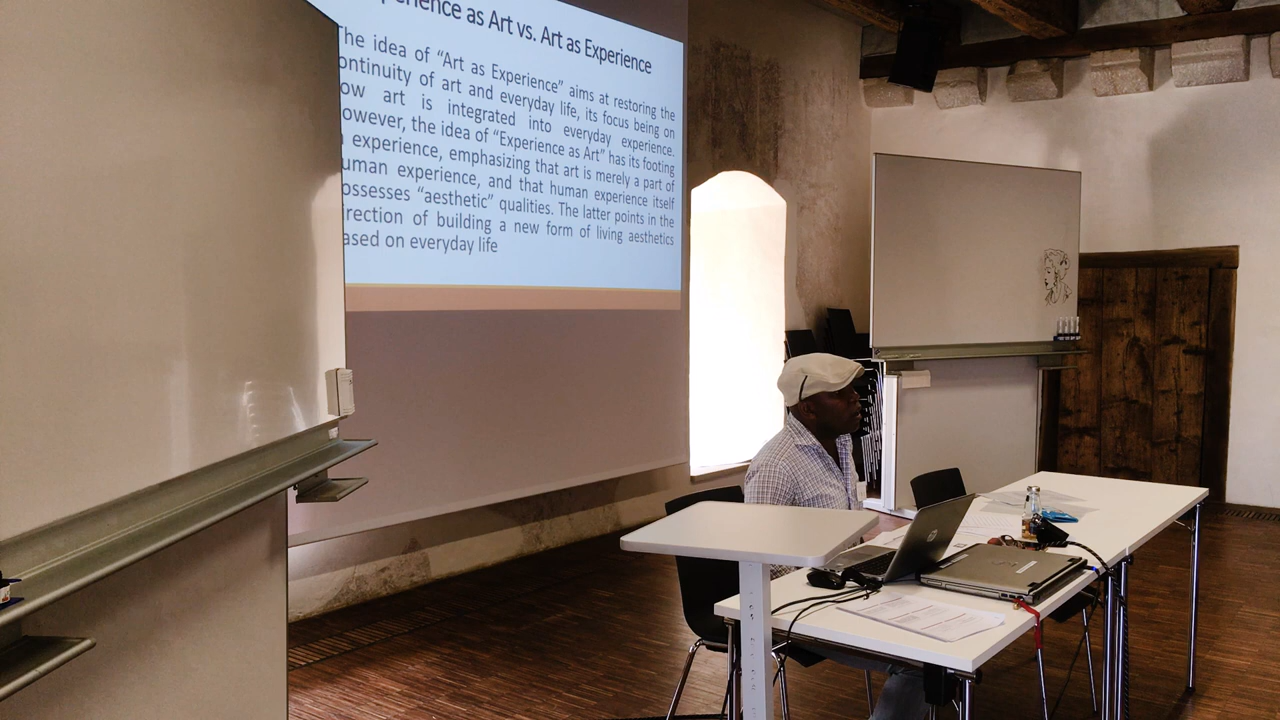 perience as Art vs. Art as Experience
The idea of “Art as Experience” aims at restoring the
ontinuity of art and everyday life, its focus being on
ow art is integrated into everyday experience.
owever, the idea of “Experience as Art” has its footing
experience, emphasizing that art is merely a part of
uman experience, and that human experience itself
ossesses “aesthetic” qualities. The latter points in the
rection of building a new form of living aesthetics
ased on everyday life